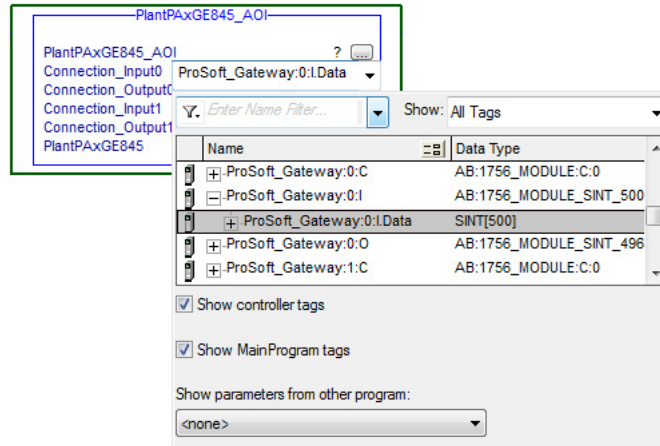 PlantPAxGE845_AOI
PlantPAxGE845_AOI ? ...
Connection_Input0 ProSoft_Gateway:0:I.Data
Connection_Output0
Connection_Input1
Connection_Output1
PlantPAxGE845
Enter Name Filter... Show: All Tags
Name Data Type
ProSoft_Gateway:0:C AB:1756_MODULE:C:0
ProSoft_Gateway:0:I AB:1756_MODULE_SINT_500
ProSoft_Gateway:0:I.Data SINT[500]
ProSoft_Gateway:0:O AB:1756_MODULE_SINT_496
ProSoft_Gateway:1:C AB:1756_MODULE:C:0
Show controller tags
Show MainProgram tags
Show parameters from other program:
<none>